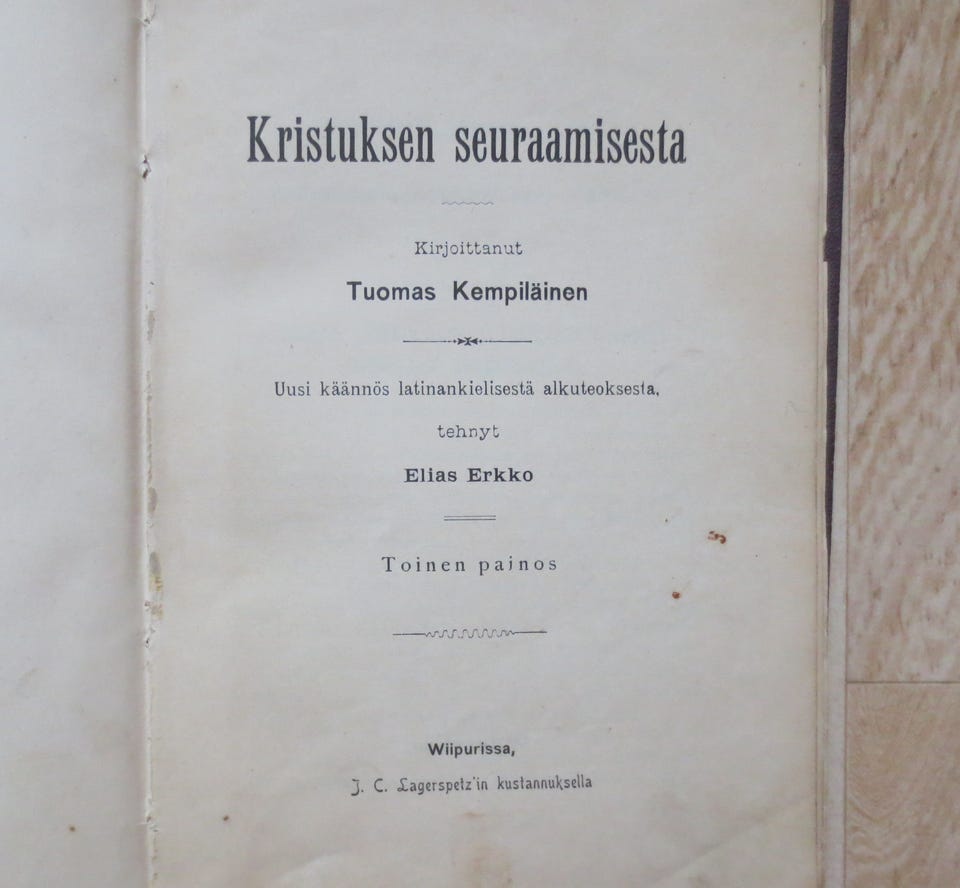 Kristuksen seuraamisesta
Kirjoittanut
Tuomas Kempiläinen
Uusi käännös latinankielisestä alkuteoksesta,
tehnyt
Elias Erkko
Toinen painos
Wiipurissa,
J. C. Lagerspetz'in kustannuksella